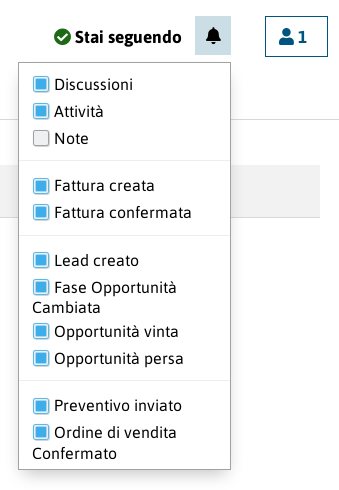 Stai seguendo
1
Discussioni
Attività
Note
Fattura creata
Fattura confermata
Lead creato
Fase Opportunità
Cambiata
Opportunità vinta
Opportunità persa
Preventivo inviato
Ordine di vendita
Confermato